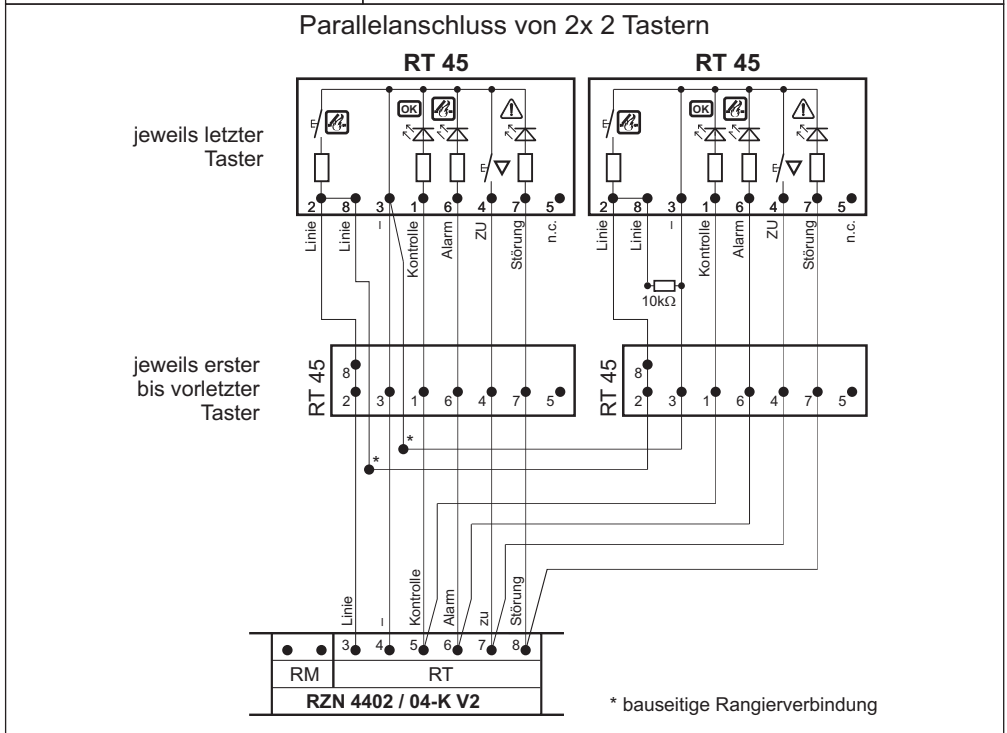 Parallelanschluss von 2x 2 Tastern
RT 45 RT 45
jeweils letzter
Taster
OK OK
2 8 3 1 6 4 7 5
Linie Linie – Kontrolle Alarm ZU Störung n.c.
2 8 3 1 6 4 7 5
Linie Linie – Kontrolle Alarm ZU Störung n.c.
10kΩ
jeweils erster
bis vorletzter
Taster
RT 45
8
2 3 1 6 4 7 5
RT 45
8
2 3 1 6 4 7 5
*
*
Linie – Kontrolle Alarm zu Störung
3 4 5 6 7 8
RM RT
RZN 4402 / 04-K V2
* bauseitige Rangierverbindung